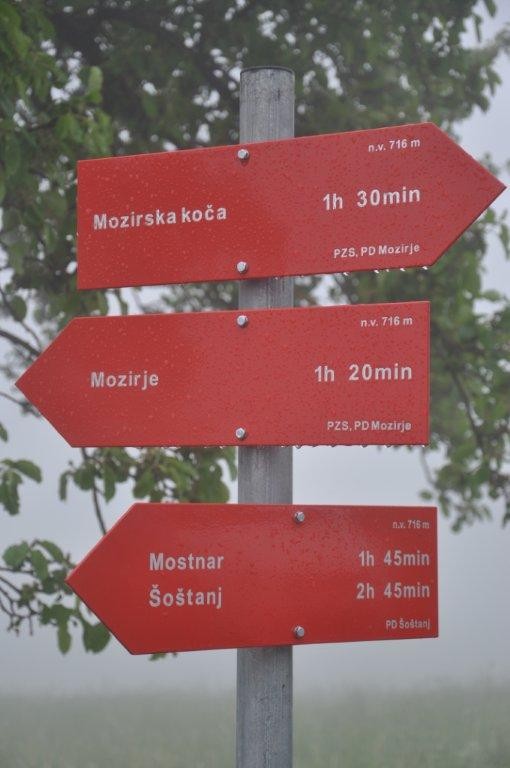 n.v. 716 m
Mozirska koča 1h 30min
PZS, PD Mozirje
n.v. 716 m
Mozirje 1h 20min
PZS, PD Mozirje
n.v. 716 m
Mostnar 1h 45min
Šoštanj 2h 45min
PD Šoštanj